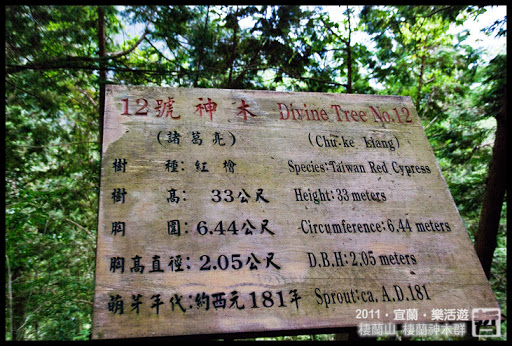 12號 神木 Divine Tree No.12
(諸葛亮) (Chu:ke kiang)
樹種:紅檜 Species:Taiwan Red Cypress
樹高: 33公尺 Height:33 meters
胸圍:6.44公尺 Circumference:6.44 meters
胸高直徑:2.05公尺 D.B.H:2.05 meters
萌芽年代:約西元181年 Sprout:ca. A.D.181
2011‧宜蘭‧樂活遊
棲蘭山 棲蘭神木群